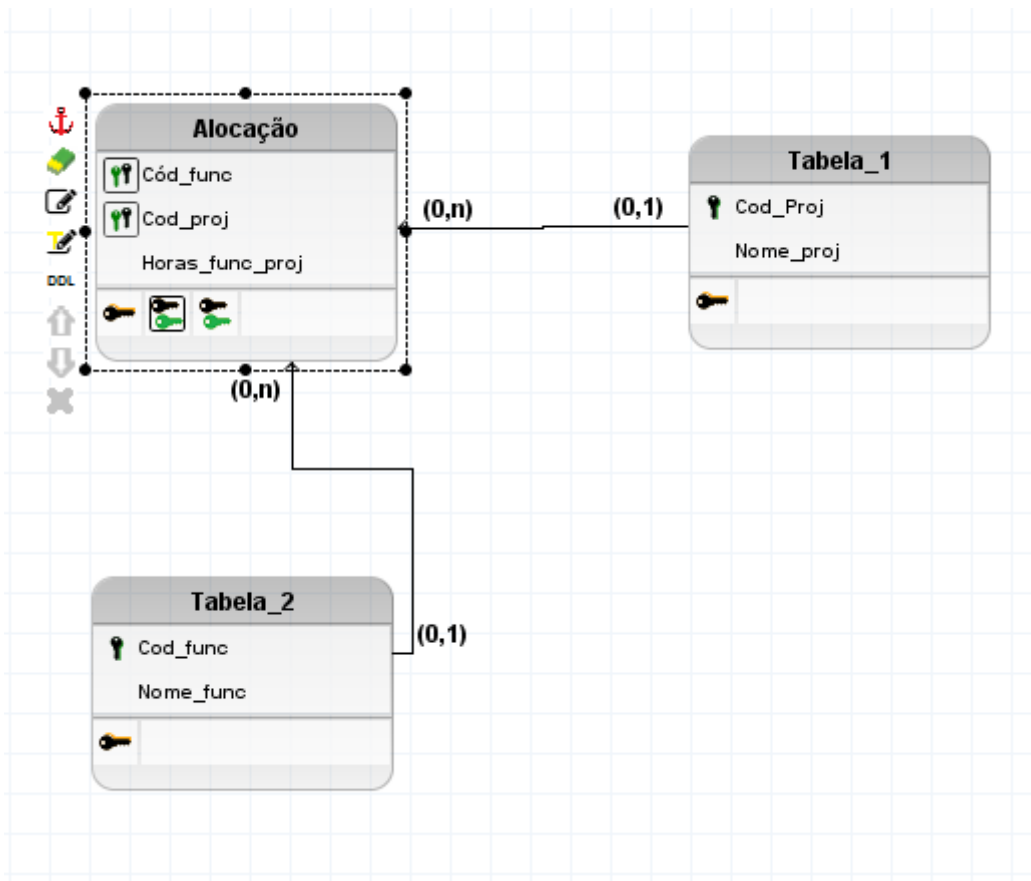 Alocação
Cód_func
Cod_proj
Horas_func_proj
DDL
(0,n)
(0,1)
Tabela_1
Cod_Proj
Nome_proj
(0,n)
Tabela_2
Cod_func
Nome_func
(0,1)